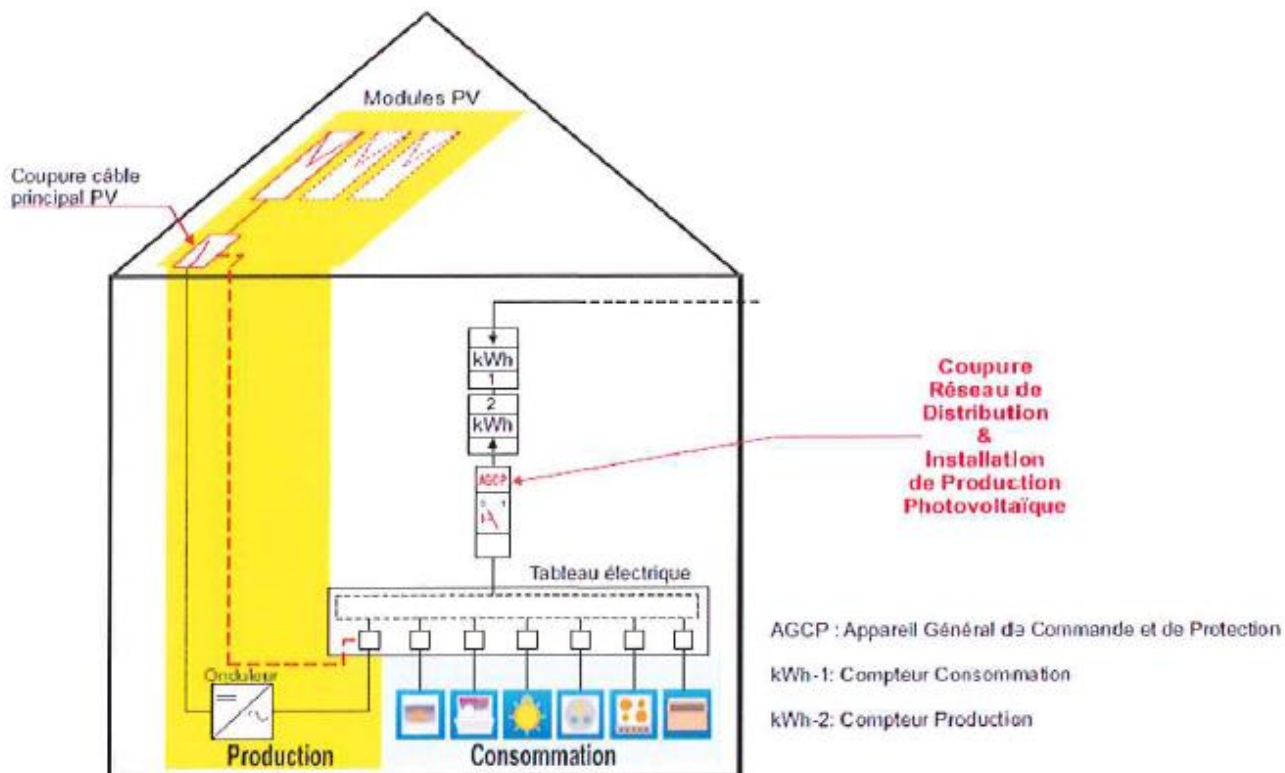 Modules PV
Coupure câble
principal PV
kWh
1
2
kWh
AGCP
0 1
Coupure
Réseau de
Distribution
&
Installation
de Production
Photovoltaïque
Tableau électrique
AGCP : Appareil Général de Commande et de Protection
kWh-1: Compteur Consommation
kWh-2: Compteur Production
Onduleur
Production
Consommation